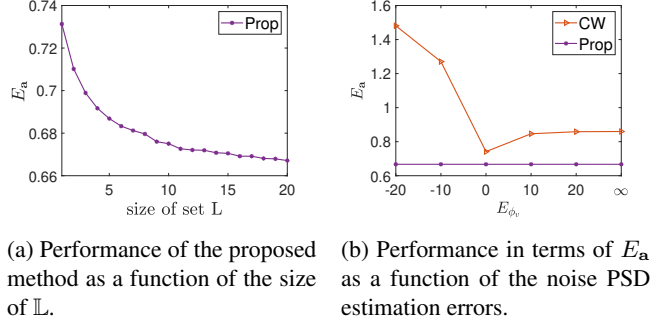 0.74
0.72
0.7
0.68
0.66
E_a
5
10
15
20
size of set L
Prop
1.6
1.4
1.2
1
0.8
0.6
E_a
-20
-10
0
10
20
∞
E_{ϕ_v}
CW
Prop
(a) Performance of the proposed
method as a function of the size
of 𝕃.
(b) Performance in terms of E_a
as a function of the noise PSD
estimation errors.